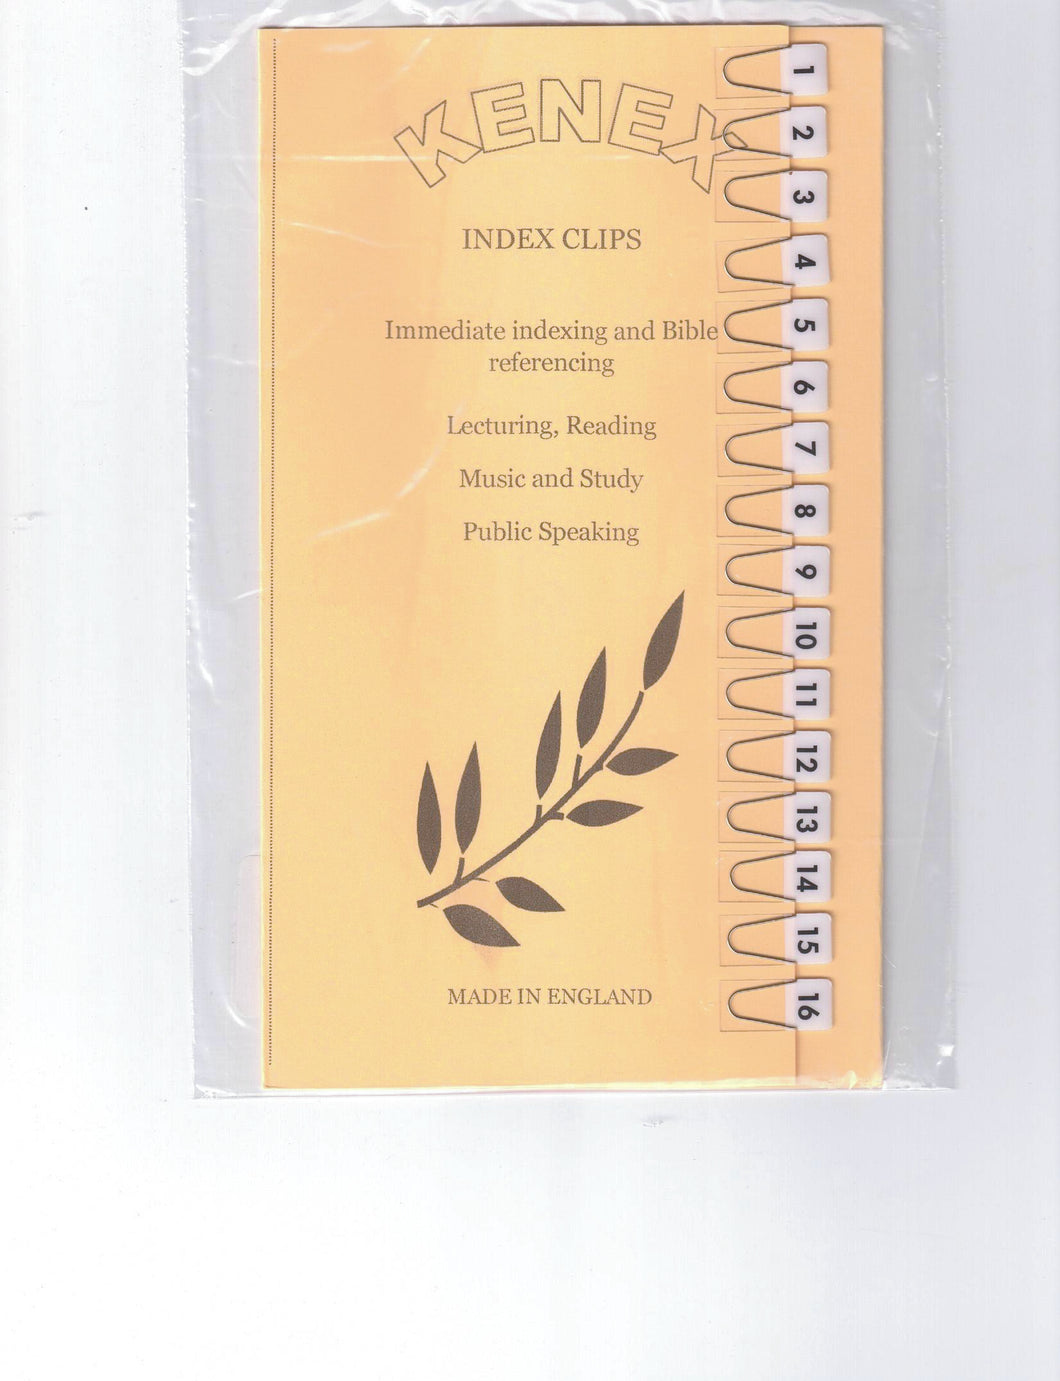 KENEX
INDEX CLIPS
Immediate indexing and Bible
referencing
Lecturing, Reading
Music and Study
Public Speaking
MADE IN ENGLAND
1
2
3
4
5
6
7
8
9
10
11
12
13
14
15
16